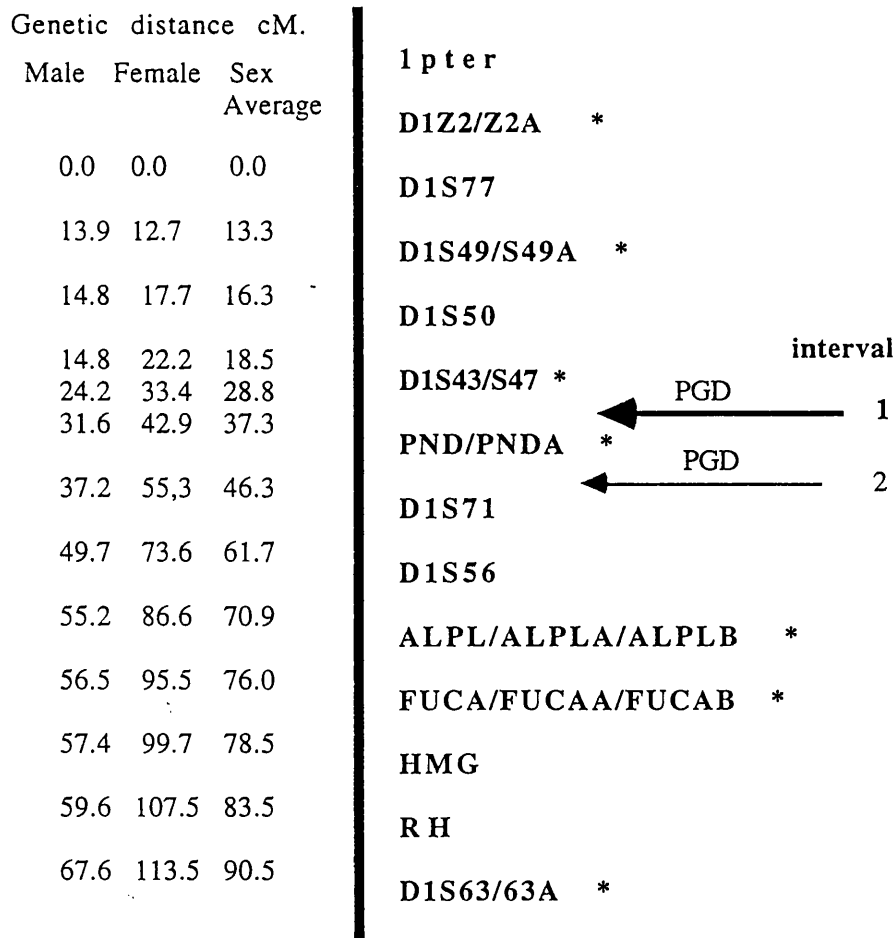 Genetic distance cM.
Male Female Sex
Average
0.0 0.0 0.0
13.9 12.7 13.3
14.8 17.7 16.3
14.8 22.2 18.5
24.2 33.4 28.8
31.6 42.9 37.3
37.2 55,3 46.3
49.7 73.6 61.7
55.2 86.6 70.9
56.5 95.5 76.0
57.4 99.7 78.5
59.6 107.5 83.5
67.6 113.5 90.5
1pter
D1Z2/Z2A *
D1S77
D1S49/S49A *
D1S50
D1S43/S47 *
PND/PNDA *
D1S71
D1S56
ALPL/ALPLA/ALPLB *
FUCA/FUCAA/FUCAB *
HMG
RH
D1S63/63A *
interval
PGD 1
PGD 2